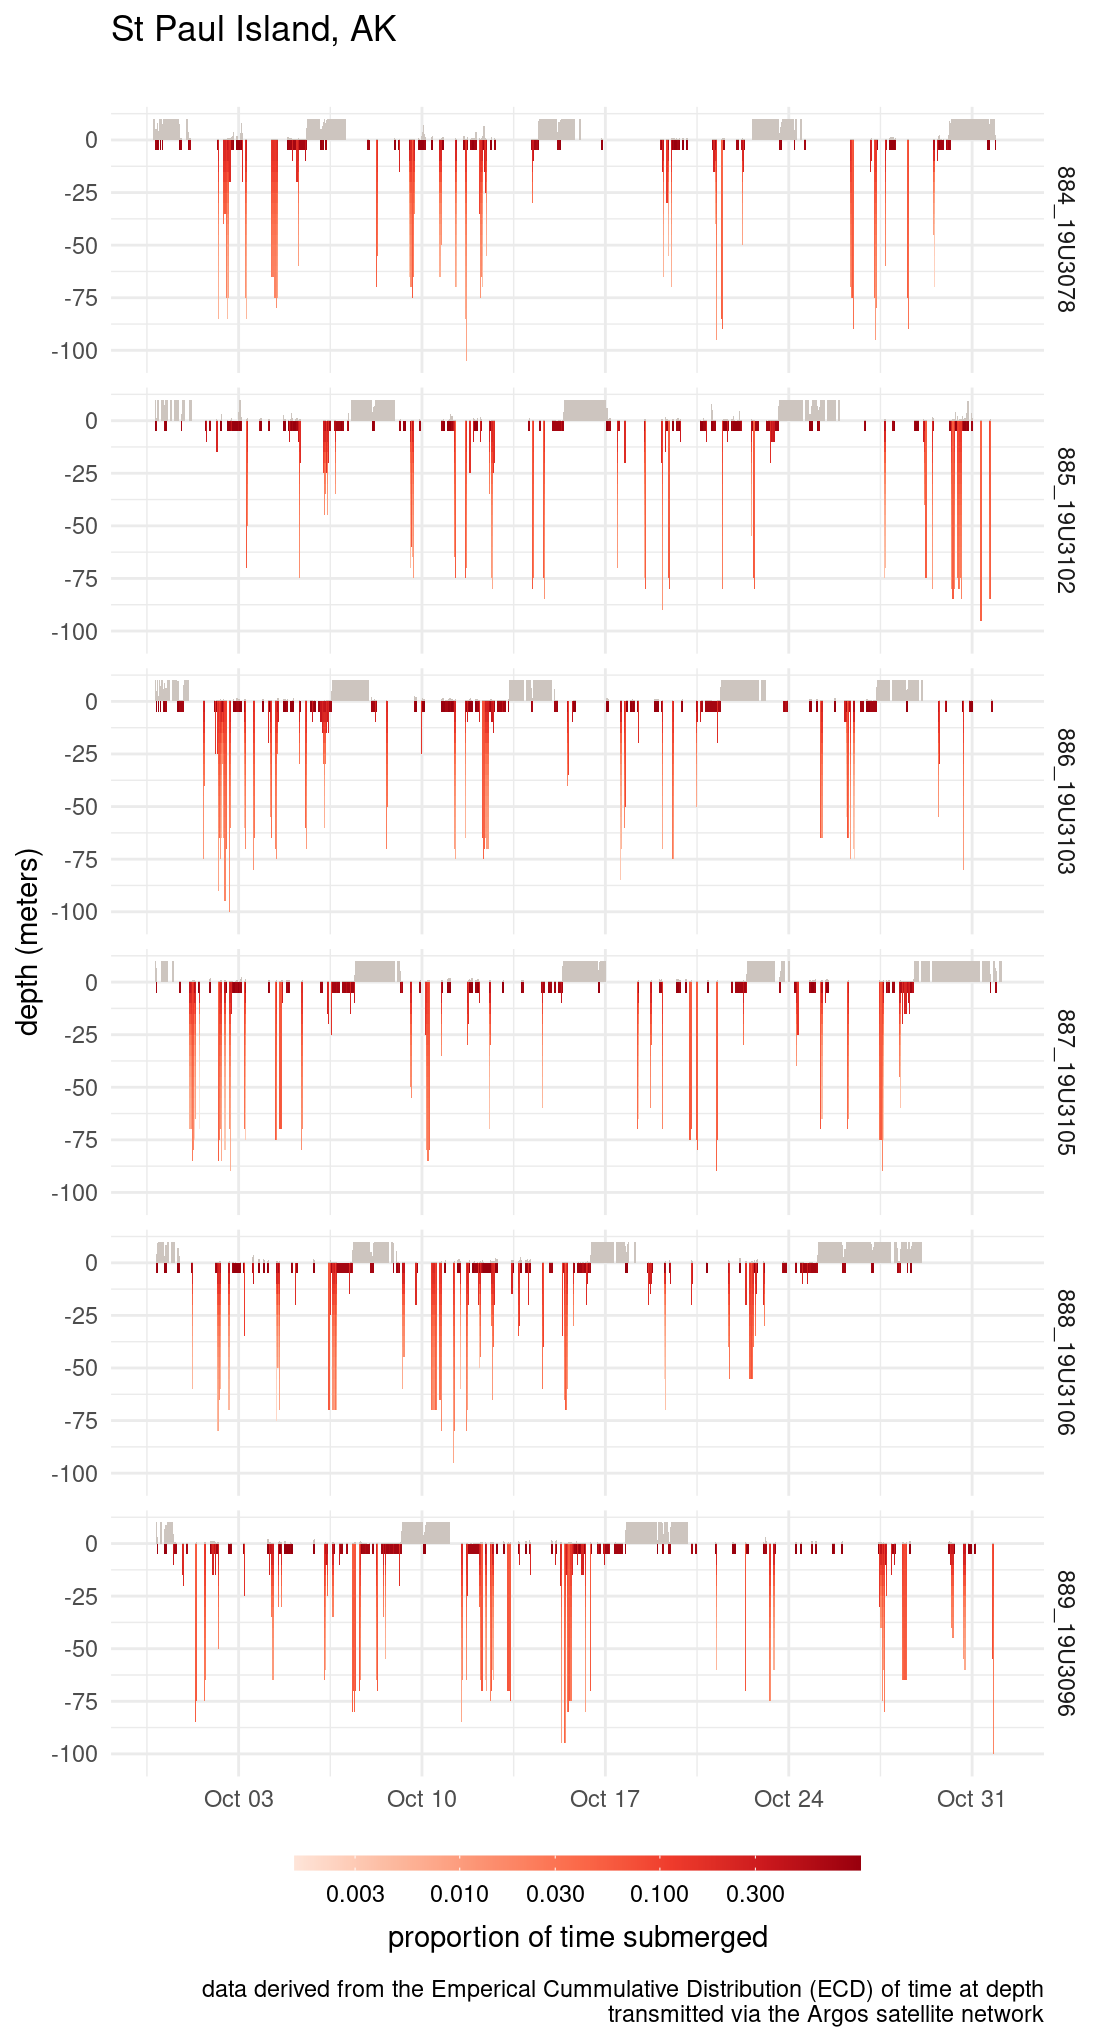 St Paul Island, AK
0
-25
-50
-75
-100
884_19U3078
0
-25
-50
-75
-100
885_19U3102
0
-25
-50
-75
-100
886_19U3103
depth (meters)
0
-25
-50
-75
-100
887_19U3105
0
-25
-50
-75
-100
888_19U3106
0
-25
-50
-75
-100
889_19U3096
Oct 03 Oct 10 Oct 17 Oct 24 Oct 31
0.003 0.010 0.030 0.100 0.300
proportion of time submerged
data derived from the Emperical Cummulative Distribution (ECD) of time at depth
transmitted via the Argos satellite network